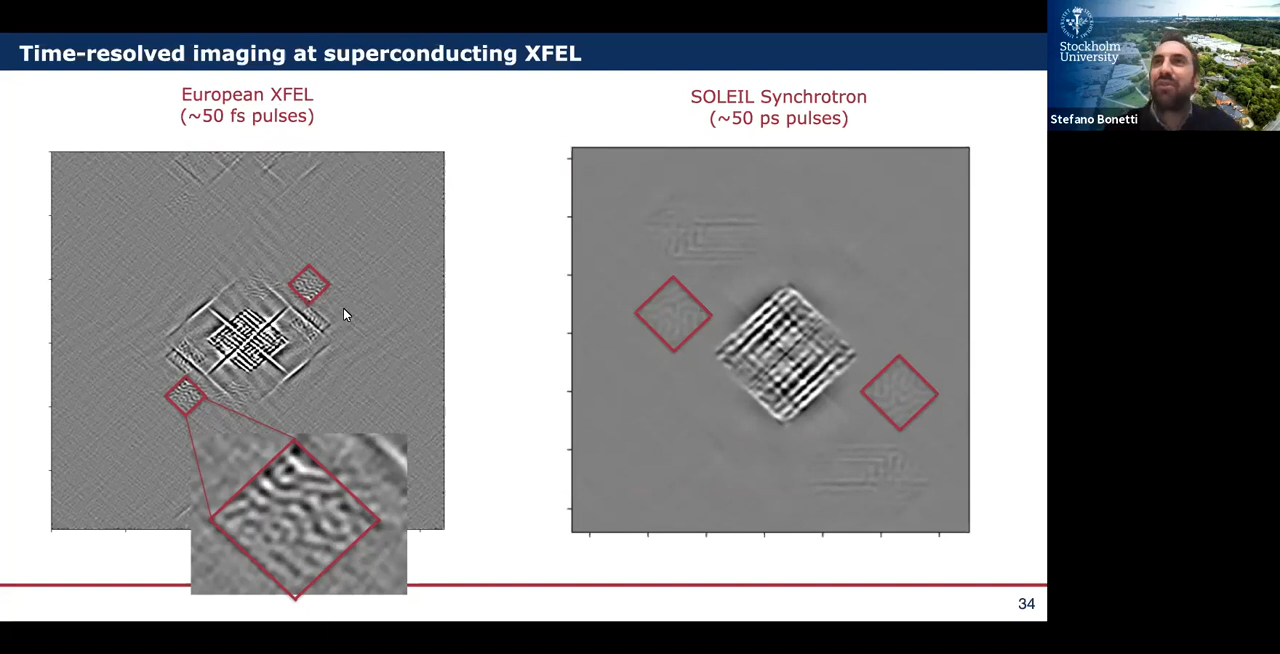 Time-resolved imaging at superconducting XFEL
European XFEL
(~50 fs pulses)
SOLEIL Synchrotron
(~50 ps pulses)
34
Stockholm
University
Stefano Bonetti